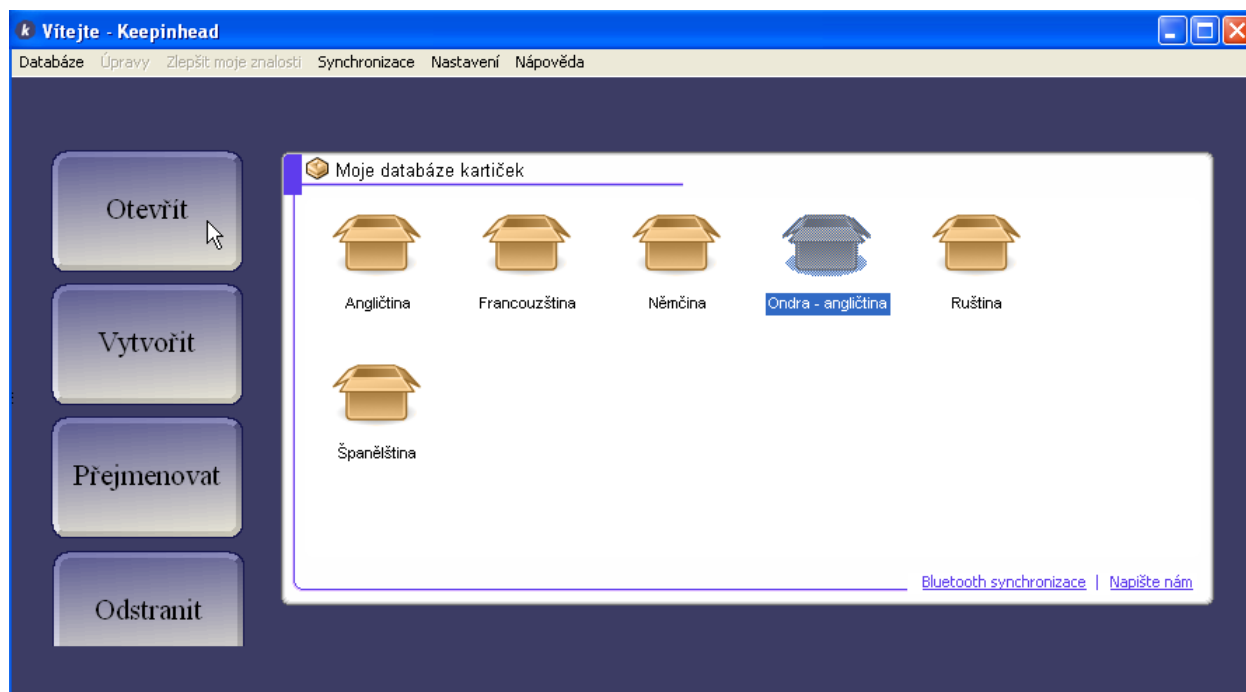 Vítejte - Keepinhead
Databáze Úpravy Zlepšit moje znalosti Synchronizace Nastavení Nápověda
Otevřít
Vytvořit
Přejmenovat
Odstranit
Moje databáze kartiček
Angličtina Francouzština Němčina Ondra - angličtina Ruština
Španělština
Bluetooth synchronizace | Napište nám